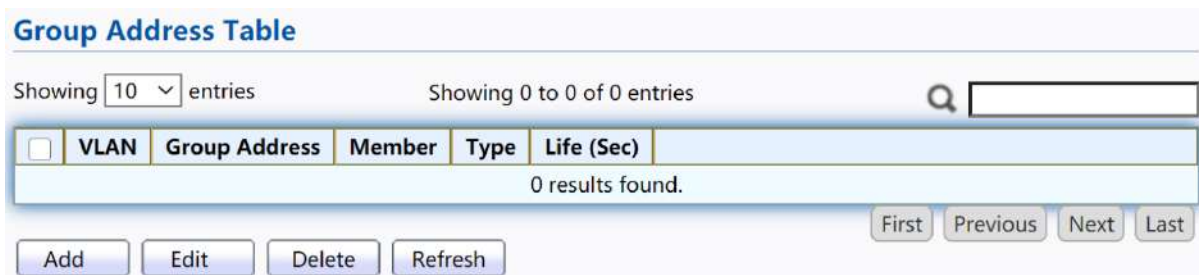 Group Address Table
Showing 10 entries Showing 0 to 0 of 0 entries
VLAN Group Address Member Type Life (Sec)
0 results found.
First Previous Next Last
Add Edit Delete Refresh